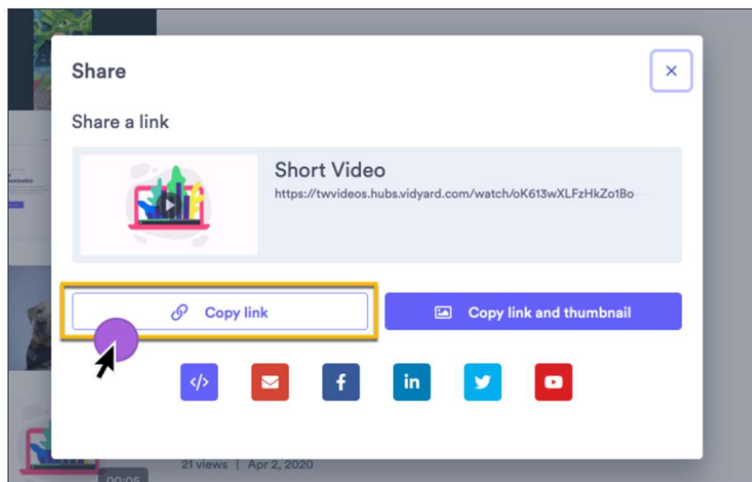 Share
Share a link
Short Video
https://twvideos.hubs.vidyard.com/watch/oK613wXLFzHkZo1Bo
Copy link
Copy link and thumbnail
</>
f
in
21 views | Apr 2, 2020
00:05